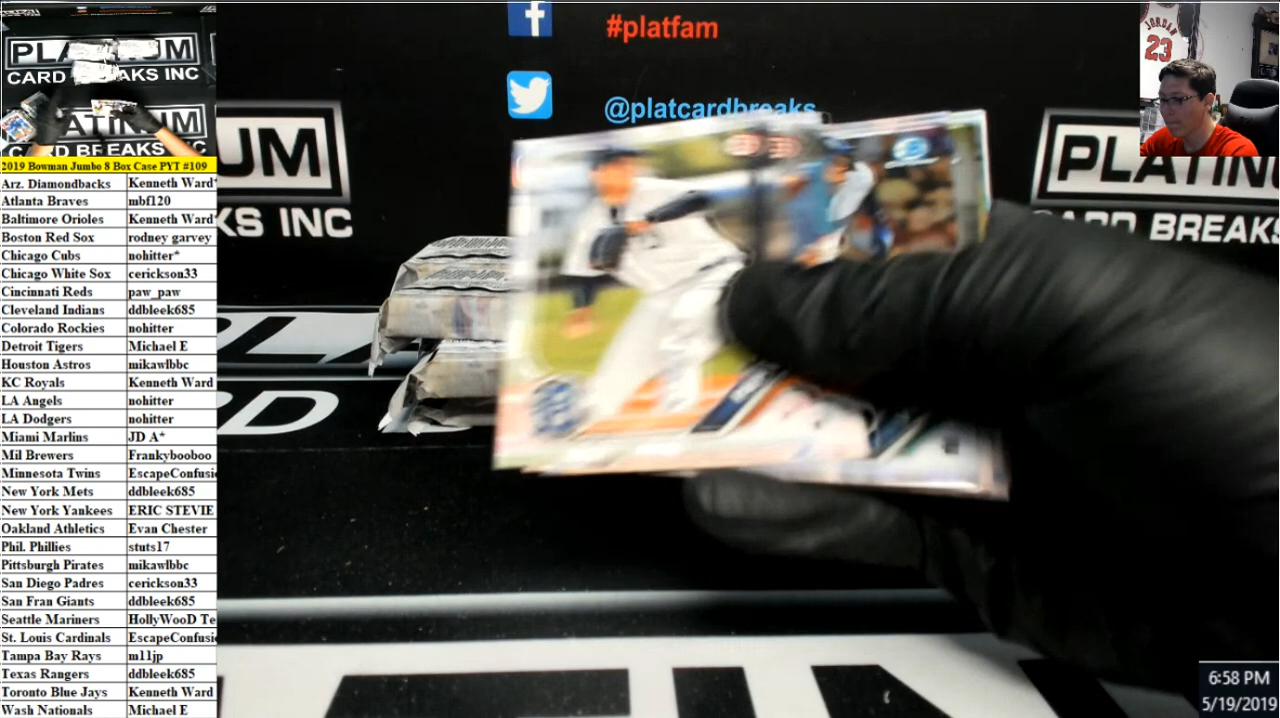 #platfam
@platcardbreaks
JORDAN
23
PLATINUM
CARD BREAKS INC
2019 Bowman Jumbo 8 Box Case PYT #109
Arz. Diamondbacks Kenneth Ward*
Atlanta Braves mbf120
Baltimore Orioles Kenneth Ward*
Boston Red Sox rodney garvey
Chicago Cubs nohitter*
Chicago White Sox cerickson33
Cincinnati Reds paw_paw
Cleveland Indians ddbleek685
Colorado Rockies nohitter
Detroit Tigers Michael E
Houston Astros mikawlbbc
KC Royals Kenneth Ward
LA Angels nohitter
LA Dodgers nohitter
Miami Marlins JD A*
Mil Brewers Frankybooboo
Minnesota Twins EscapeConfusi
New York Mets ddbleek685
New York Yankees ERIC STEVIE
Oakland Athletics Evan Chester
Phil. Phillies stuts17
Pittsburgh Pirates mikawlbbc
San Diego Padres cerickson33
San Fran Giants ddbleek685
Seattle Mariners HollyWooD Te
St. Louis Cardinals EscapeConfusi
Tampa Bay Rays m11jp
Texas Rangers ddbleek685
Toronto Blue Jays Kenneth Ward
Wash Nationals Michael E
UM
KS INC
PLATIN
CARD BREAKS
6:58 PM
5/19/2019